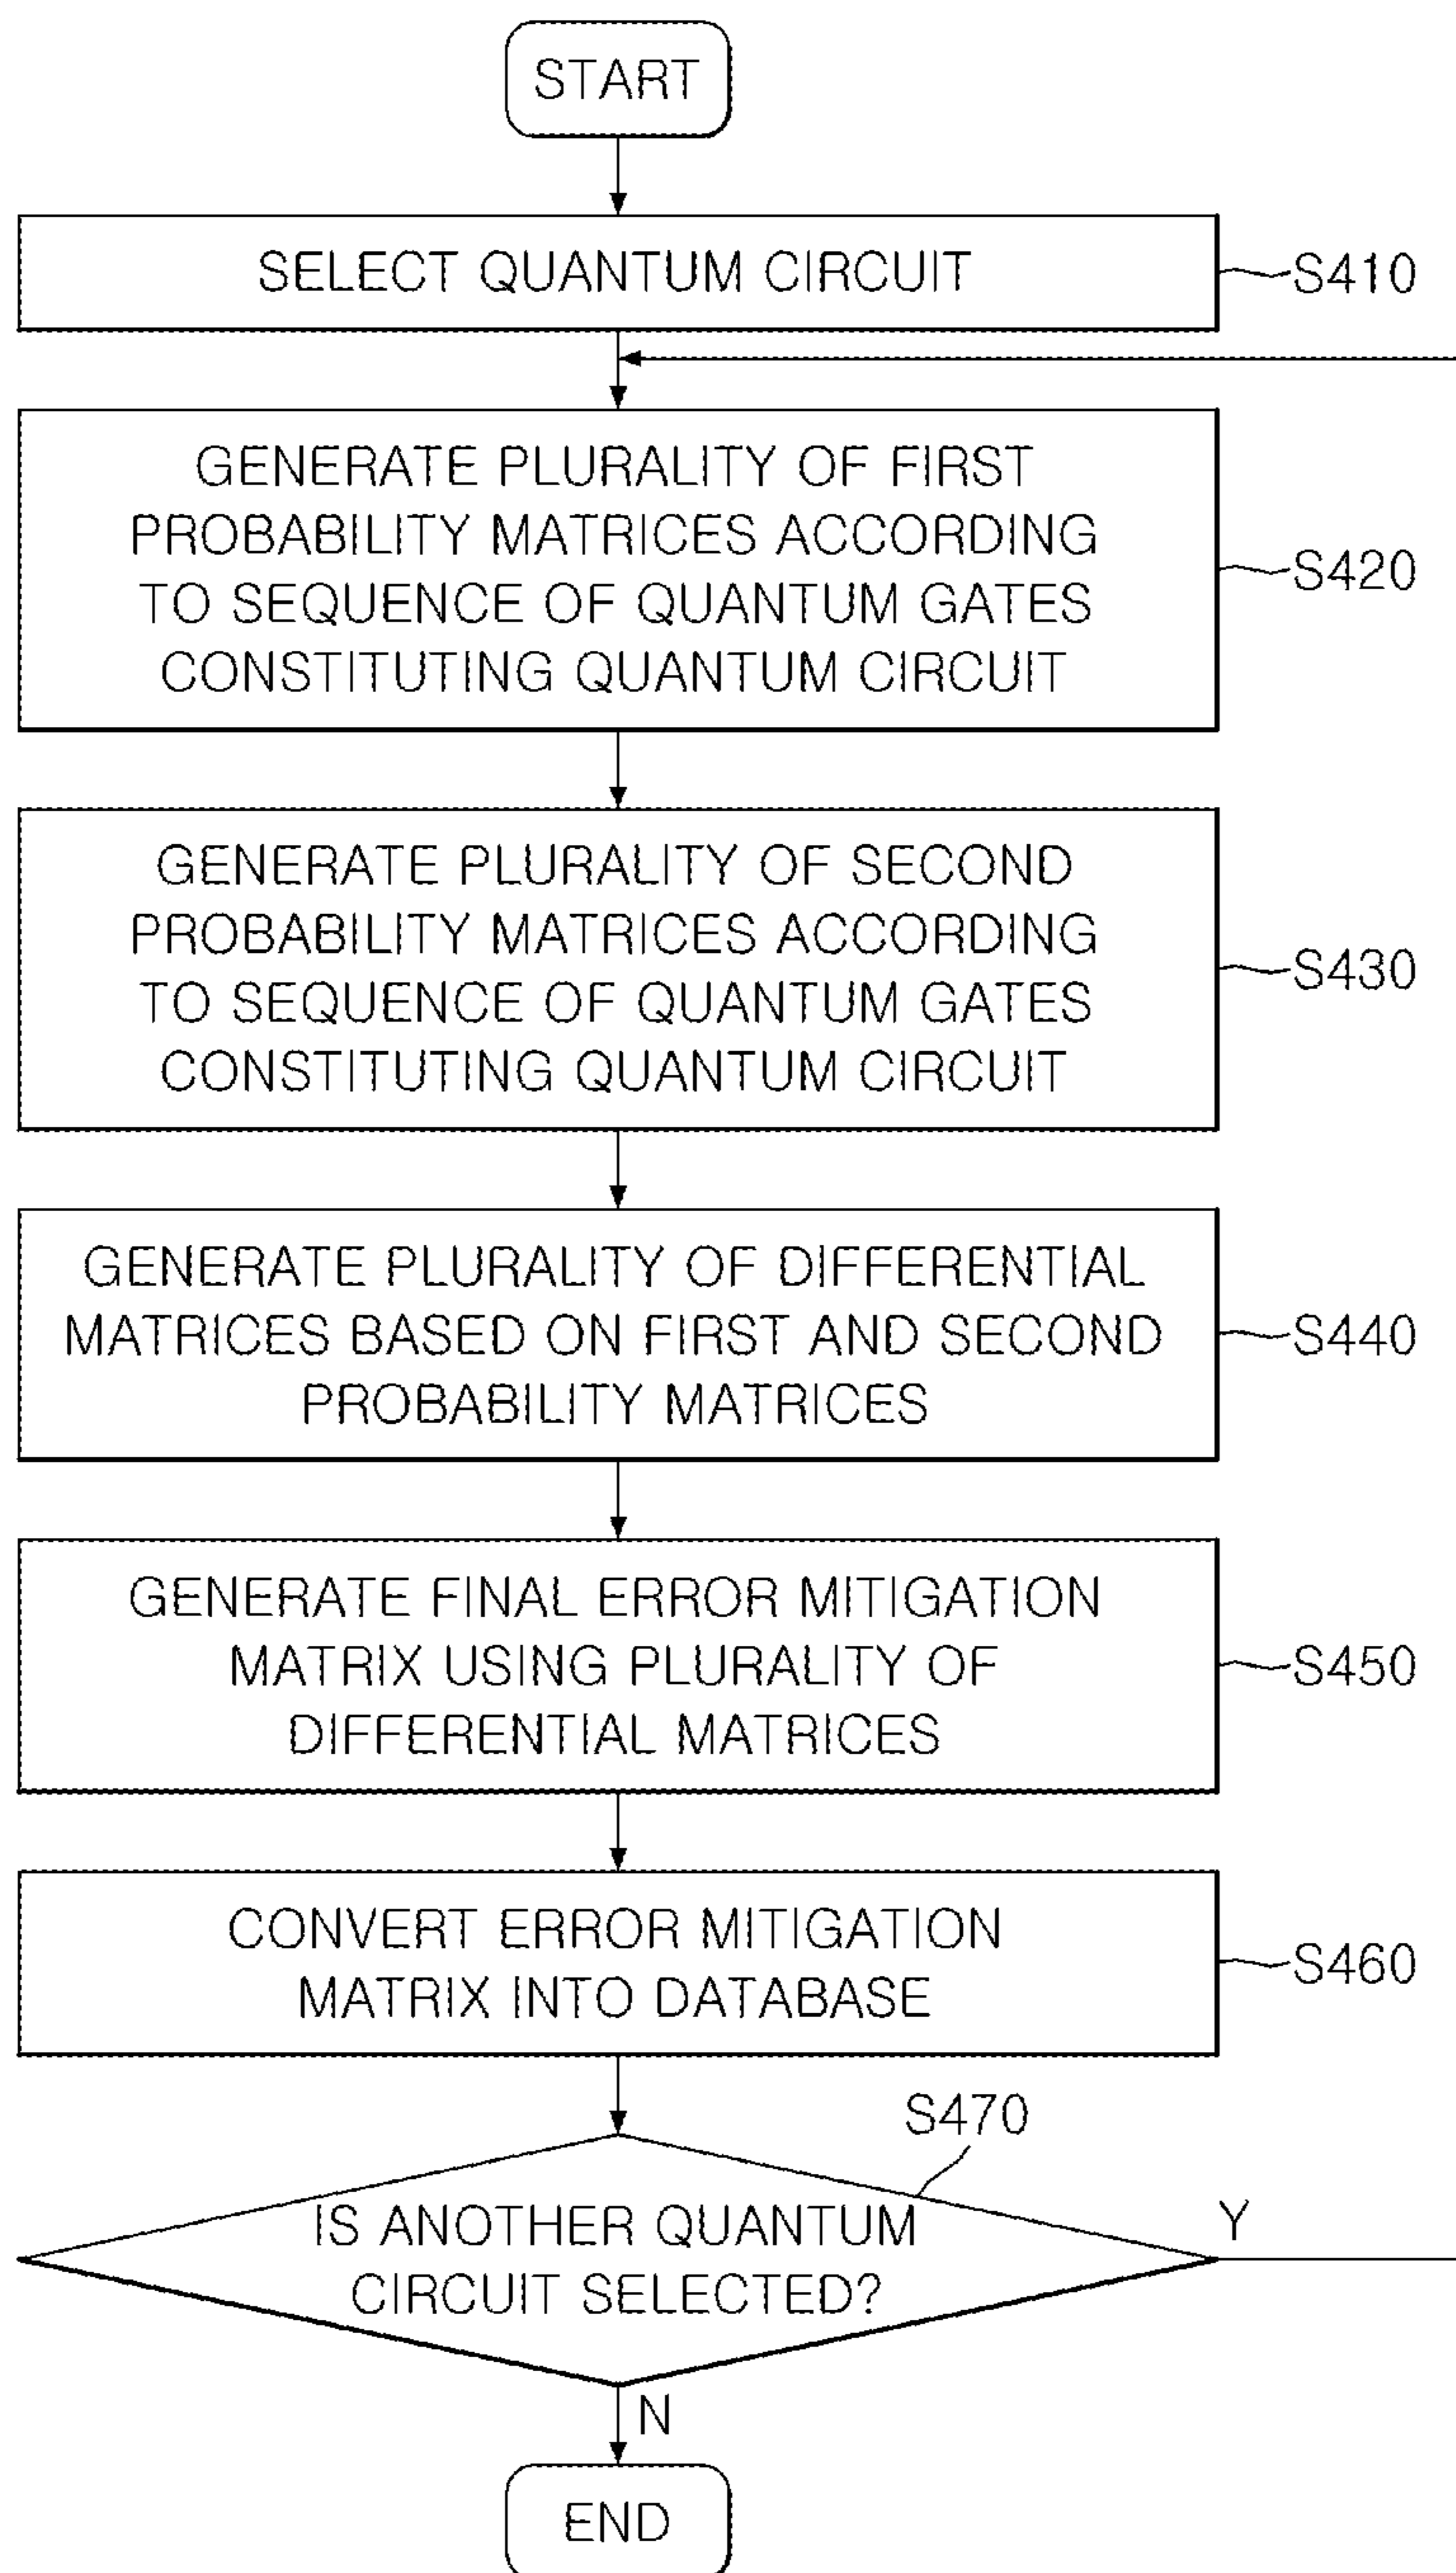 START
SELECT QUANTUM CIRCUIT
S410
GENERATE PLURALITY OF FIRST
PROBABILITY MATRICES ACCORDING
TO SEQUENCE OF QUANTUM GATES
CONSTITUTING QUANTUM CIRCUIT
S420
GENERATE PLURALITY OF SECOND
PROBABILITY MATRICES ACCORDING
TO SEQUENCE OF QUANTUM GATES
CONSTITUTING QUANTUM CIRCUIT
S430
GENERATE PLURALITY OF DIFFERENTIAL
MATRICES BASED ON FIRST AND SECOND
PROBABILITY MATRICES
S440
GENERATE FINAL ERROR MITIGATION
MATRIX USING PLURALITY OF
DIFFERENTIAL MATRICES
S450
CONVERT ERROR MITIGATION
MATRIX INTO DATABASE
S460
S470
IS ANOTHER QUANTUM
CIRCUIT SELECTED?
Y
N
END